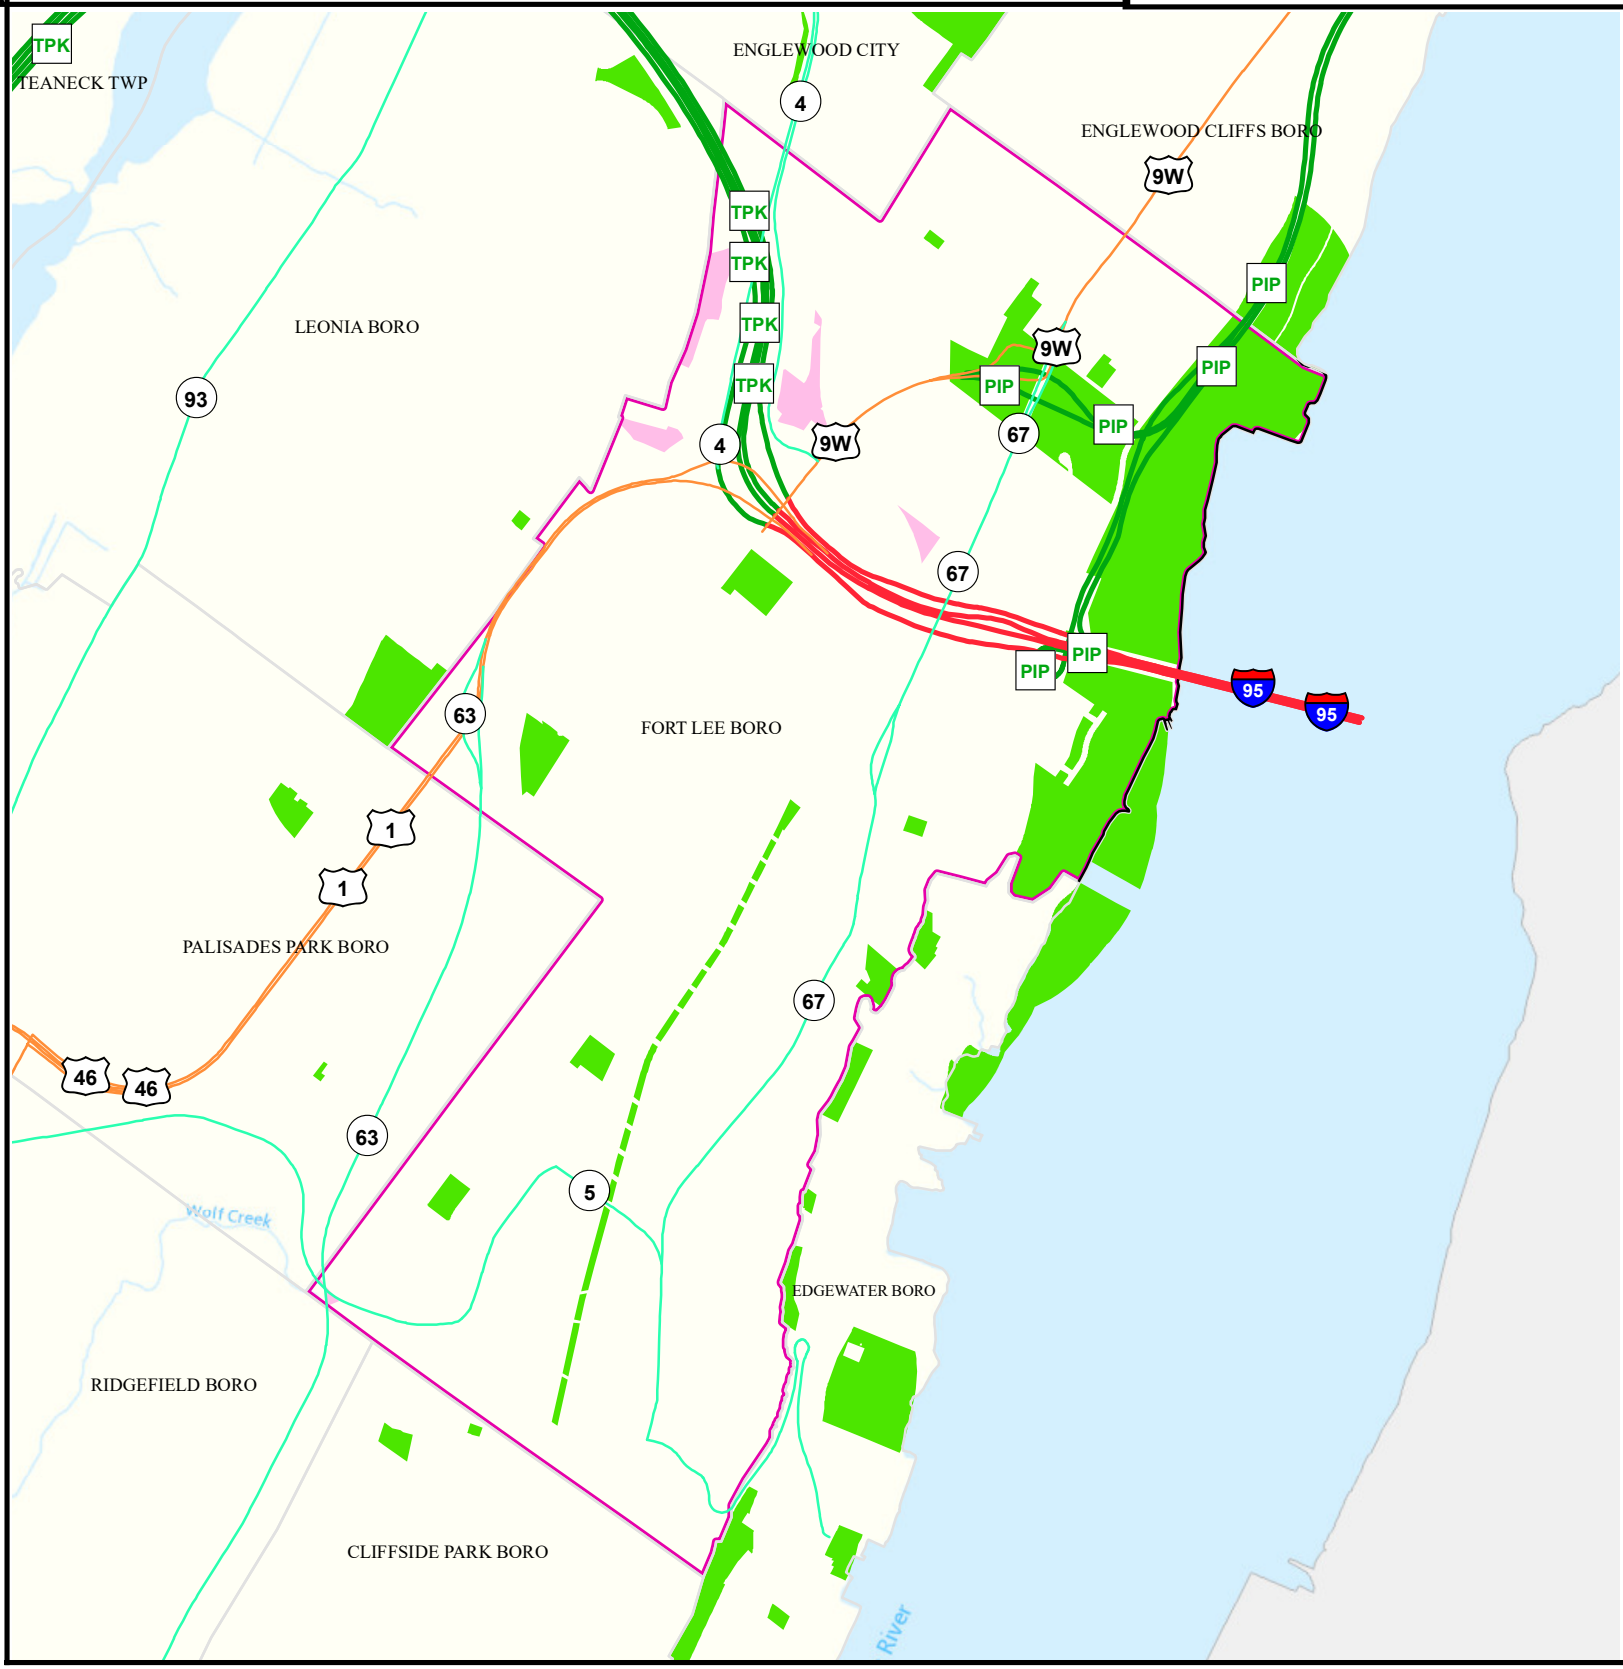 TPK
ENGLEWOOD CITY
TEANECK TWP
4
ENGLEWOOD CLIFFS BORO
9W
TPK
TPK
PIP
TPK
LEONIA BORO
9W
PIP
TPK
PIP
93
PIP
67
4
9W
67
PIP
PIP
95
95
63
FORT LEE BORO
1
1
PALISADES PARK BORO
67
46
46
63
5
Wolf Creek
EDGEWATER BORO
RIDGEFIELD BORO
CLIFFSIDE PARK BORO
River